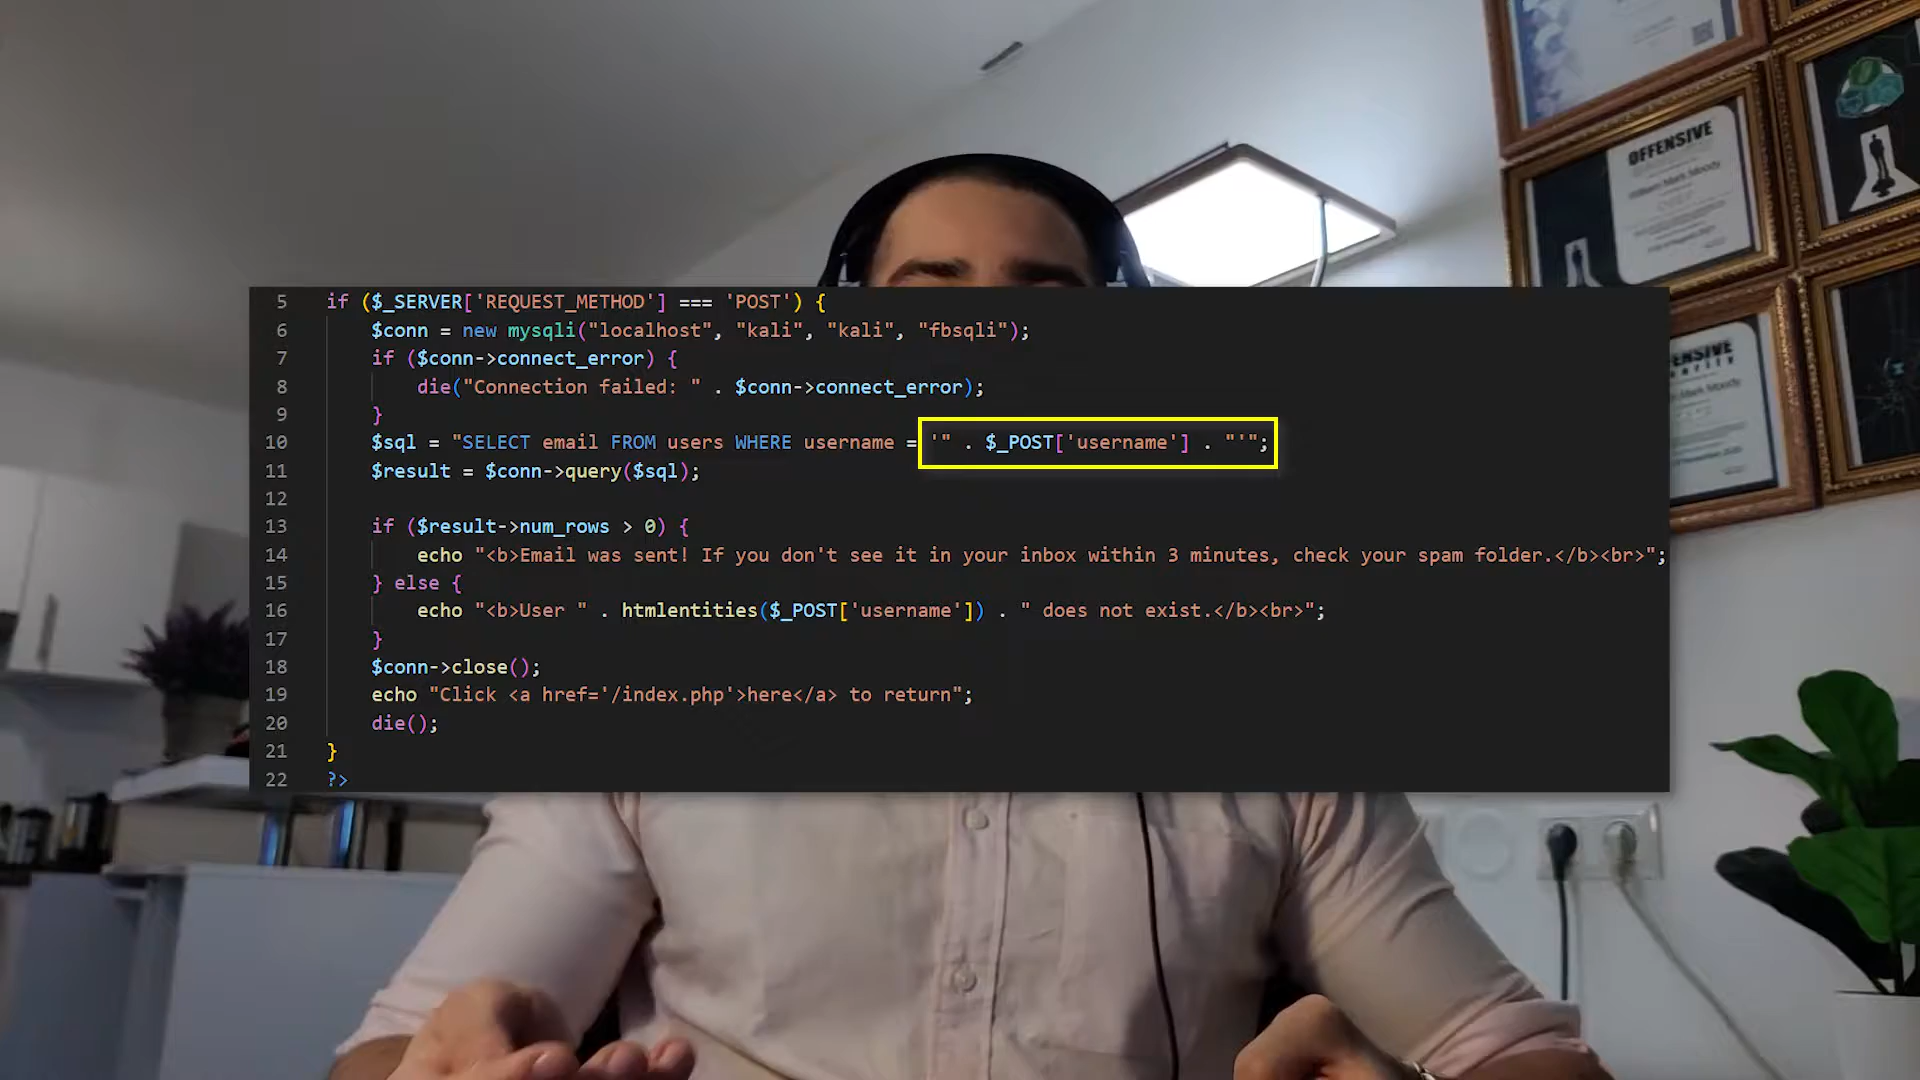 OFFENSIVE
William Mark Moody
5 if ($_SERVER['REQUEST_METHOD'] === 'POST') {
6 $conn = new mysqli("localhost", "kali", "kali", "fbsqli");
7 if ($conn->connect_error) {
8 die("Connection failed: " . $conn->connect_error);
9 }
10 $sql = "SELECT email FROM users WHERE username = '" . $_POST['username'] . "'";
11 $result = $conn->query($sql);
12
13 if ($result->num_rows > 0) {
14 echo "<b>Email was sent! If you don't see it in your inbox within 3 minutes, check your spam folder.</b><br>";
15 } else {
16 echo "<b>User " . htmlentities($_POST['username']) . " does not exist.</b><br>";
17 }
18 $conn->close();
19 echo "Click <a href='/index.php'>here</a> to return";
20 die();
21 }
22 ?>